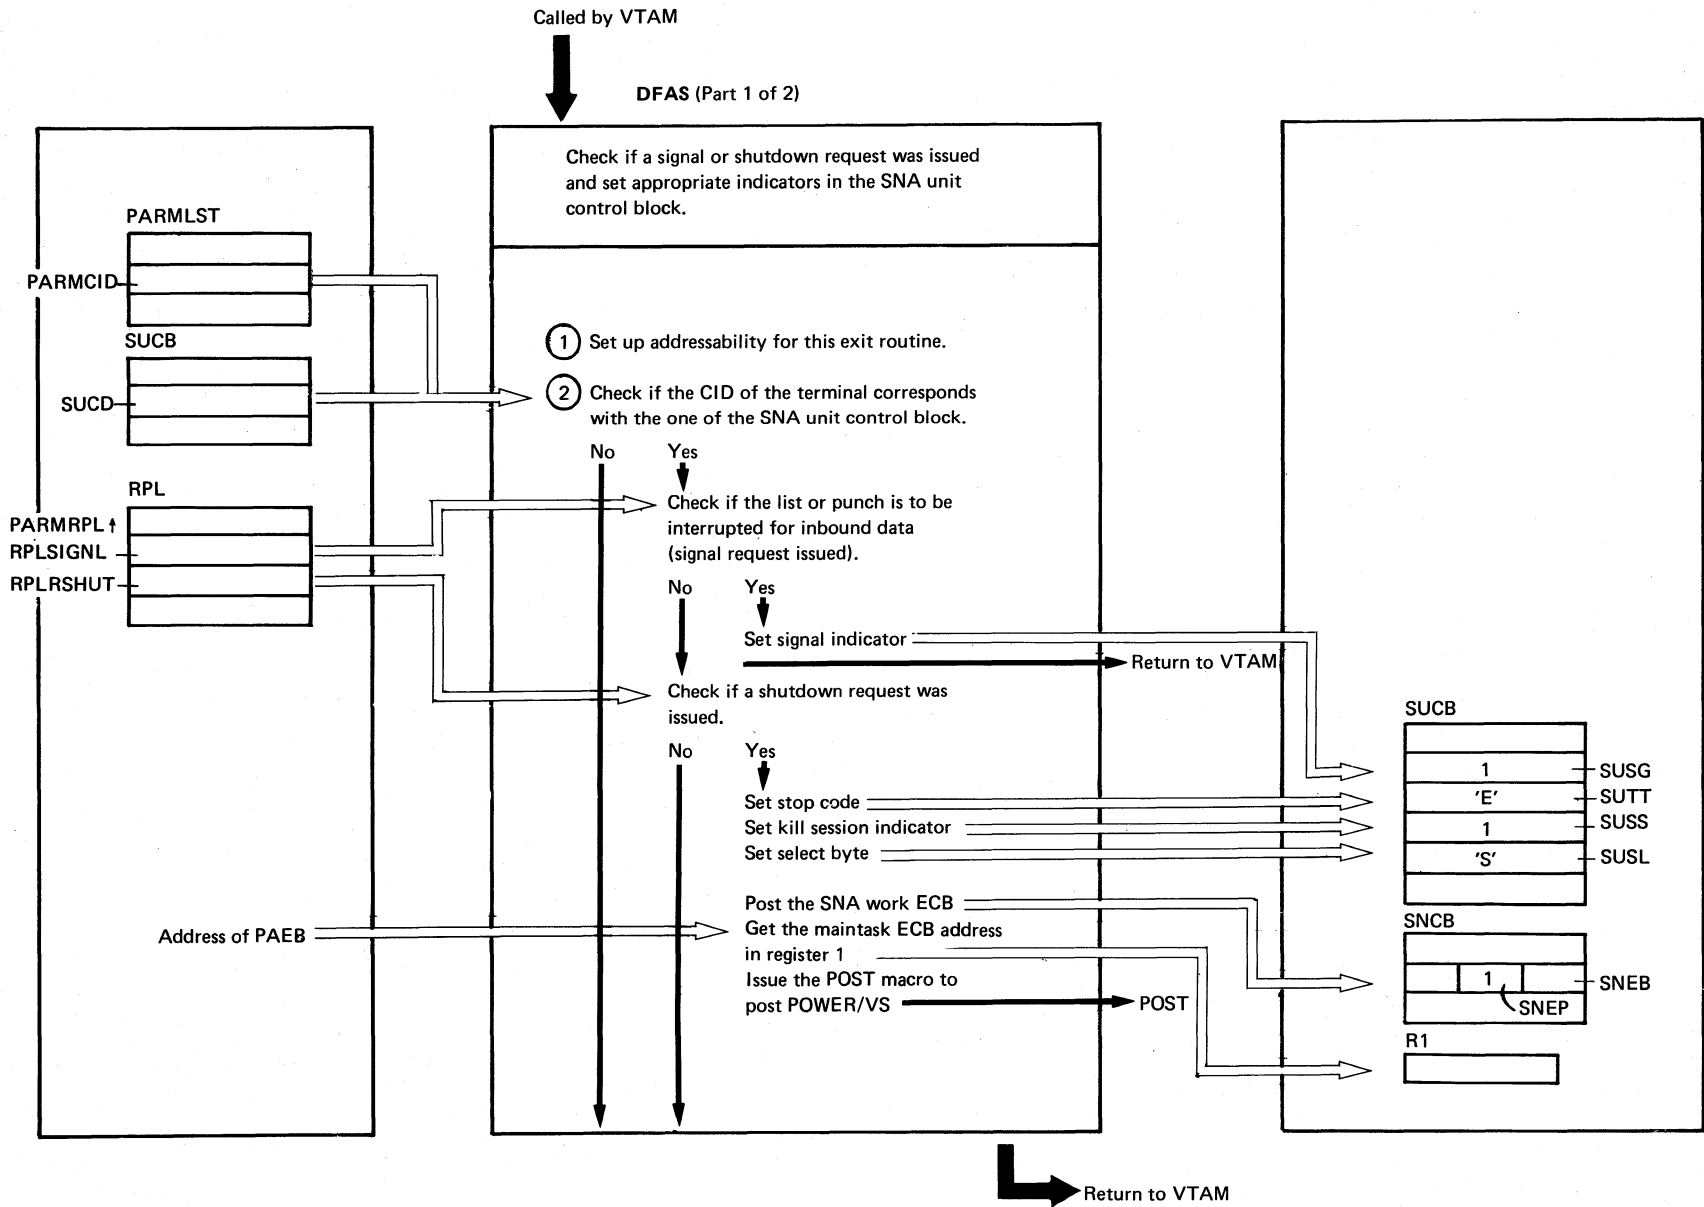 Called by VTAM
DFAS (Part 1 of 2)
Check if a signal or shutdown request was issued
and set appropriate indicators in the SNA unit
control block.
PARMLST
PARMCID
SUCB
SUCD
RPL
PARMRPL
RPLSIGNL
RPLRSHUT
Address of PAEB
1 Set up addressability for this exit routine.
2 Check if the CID of the terminal corresponds
with the one of the SNA unit control block.
No Yes
Check if the list or punch is to be
interrupted for inbound data
(signal request issued).
No Yes
Set signal indicator
Return to VTAM
Check if a shutdown request was
issued.
No Yes
Set stop code
Set kill session indicator
Set select byte
Post the SNA work ECB
Get the maintask ECB address
in register 1
Issue the POST macro to
post POWER/VS
POST
SUCB
1 SUSG
'E' SUTT
1 SUSS
'S' SUSL
SNCB
1 SNEB
SNEP
R1
Return to VTAM